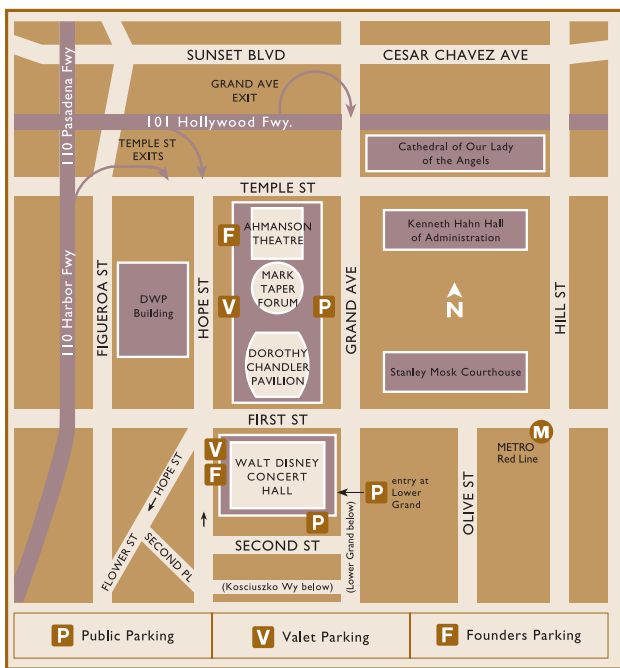 SUNSET BLVD
CESAR CHAVEZ AVE
110 Pasadena Fwy
GRAND AVE
EXIT
101 Hollywood Fwy.
TEMPLE ST
EXITS
Cathedral of Our Lady
of the Angels
TEMPLE ST
F
AHMANSON
THEATRE
Kenneth Hahn Hall
of Administration
110 Harbor Fwy
FIGUEROA ST
DWP
Building
HOPE ST
V
MARK
TAPER
FORUM
P
GRAND AVE
N
HILL ST
DOROTHY
CHANDLER
PAVILION
Stanley Mosk Courthouse
FIRST ST
M
METRO
Red Line
HOPE ST
V
F
WALT DISNEY
CONCERT
HALL
P
entry at
Lower
Grand
OLIVE ST
P
SECOND ST
(Lower Grand below)
FLOWER ST
SECOND PL
(Kosciuszko Wy below)
P Public Parking
V Valet Parking
F Founders Parking